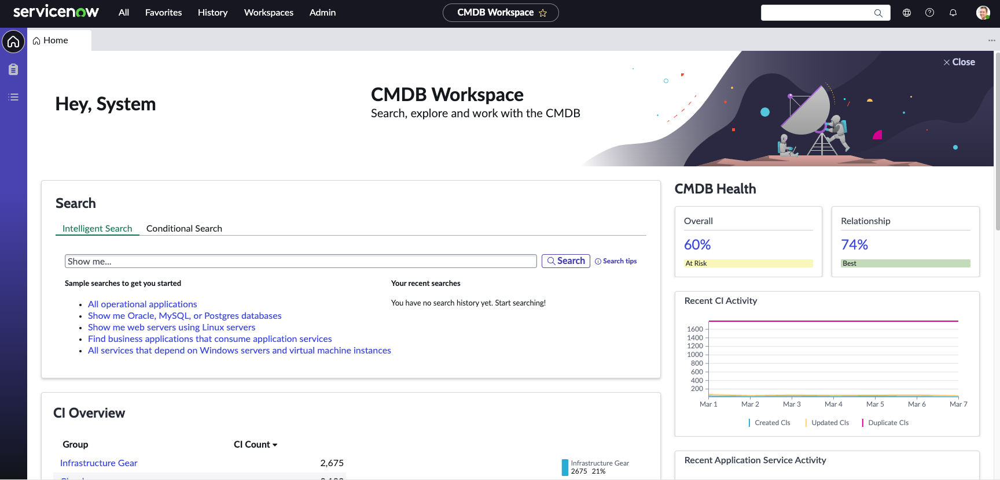 servicenow
All
Favorites
History
Workspaces
Admin
CMDB Workspace
Home
Close
Hey, System
CMDB Workspace
Search, explore and work with the CMDB
Search
Intelligent Search
Conditional Search
Show me...
Search
Search tips
Sample searches to get you started
All operational applications
Show me Oracle, MySQL, or Postgres databases
Show me web servers using Linux servers
Find business applications that consume application services
All services that depend on Windows servers and virtual machine instances
Your recent searches
You have no search history yet. Start searching!
CI Overview
Group
CI Count
Infrastructure Gear
2,675
Infrastructure Gear
2675 21%
CMDB Health
Overall
60%
At Risk
Relationship
74%
Best
Recent CI Activity
1600
1400
1200
1000
800
600
400
200
Mar 1
Mar 2
Mar 3
Mar 4
Mar 5
Mar 6
Mar 7
Created CIs
Updated CIs
Duplicate CIs
Recent Application Service Activity